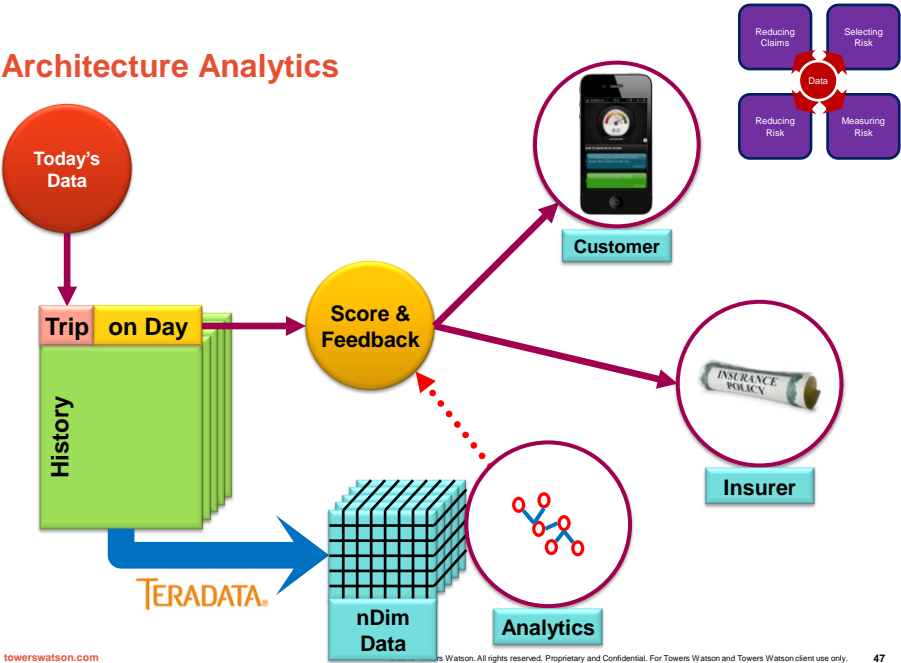 Architecture Analytics
Reducing
Claims
Selecting
Risk
Data
Reducing
Risk
Measuring
Risk
Today's
Data
Customer
Trip on Day
Score &
Feedback
History
INSURANCE
POLICY
Insurer
TERADATA®
nDim
Data
Analytics
towerswatson.com
Watson. All rights reserved. Proprietary and Confidential. For Towers Watson and Towers Watson client use only.
47